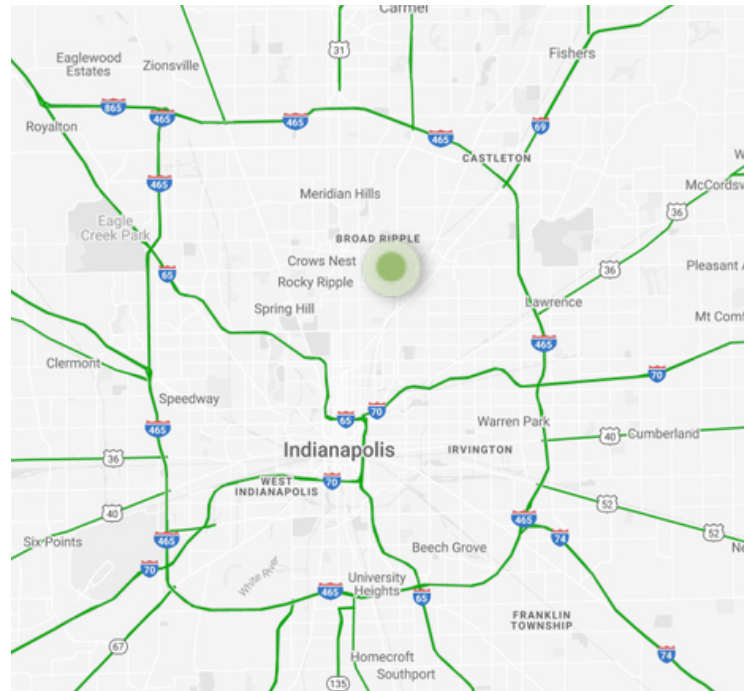 Carmel
31
Eaglewood
Estates
Zionsville
Fishers
865
465
465
465
69
Royalton
CASTLETON
465
Meridian Hills
McCordsv
36
Eagle
Creek Park
BROAD RIPPLE
Crows Nest
Rocky Ripple
36
Pleasant A
65
Spring Hill
Lawrence
Mt Comf
465
Clermont
70
Speedway
65
70
Warren Park
465
Indianapolis
IRVINGTON
40
Cumberland
36
WEST
INDIANAPOLIS
70
40
52
465
52
Six Points
465
74
Ne
Beech Grove
70
White River
University
Heights
465
65
FRANKLIN
TOWNSHIP
67
Homecroft
74
Southport
135